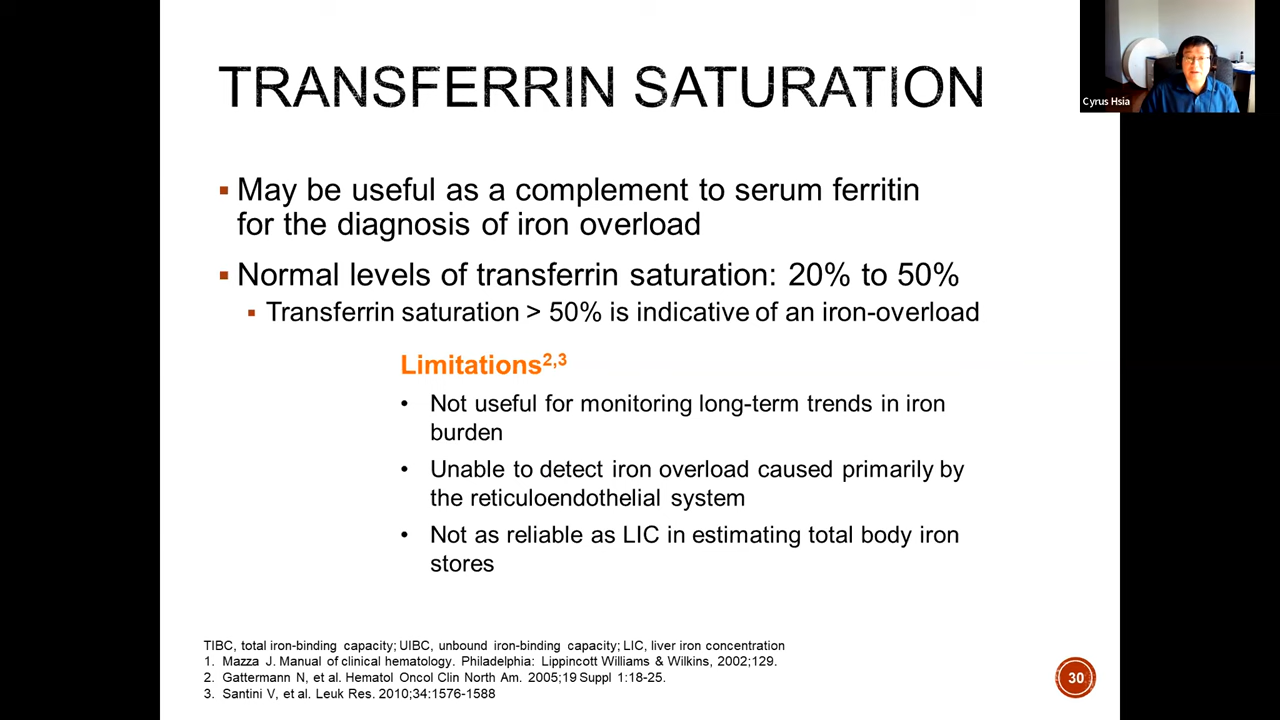 TRANSFERRIN SATURATION
Cyrus Hsia
▪ May be useful as a complement to serum ferritin
for the diagnosis of iron overload
▪ Normal levels of transferrin saturation: 20% to 50%
▪ Transferrin saturation > 50% is indicative of an iron-overload
Limitations2,3
• Not useful for monitoring long-term trends in iron
burden
• Unable to detect iron overload caused primarily by
the reticuloendothelial system
• Not as reliable as LIC in estimating total body iron
stores
TIBC, total iron-binding capacity; UIBC, unbound iron-binding capacity; LIC, liver iron concentration
1. Mazza J. Manual of clinical hematology. Philadelphia: Lippincott Williams & Wilkins, 2002;129.
2. Gattermann N, et al. Hematol Oncol Clin North Am. 2005;19 Suppl 1:18-25.
3. Santini V, et al. Leuk Res. 2010;34:1576-1588
30